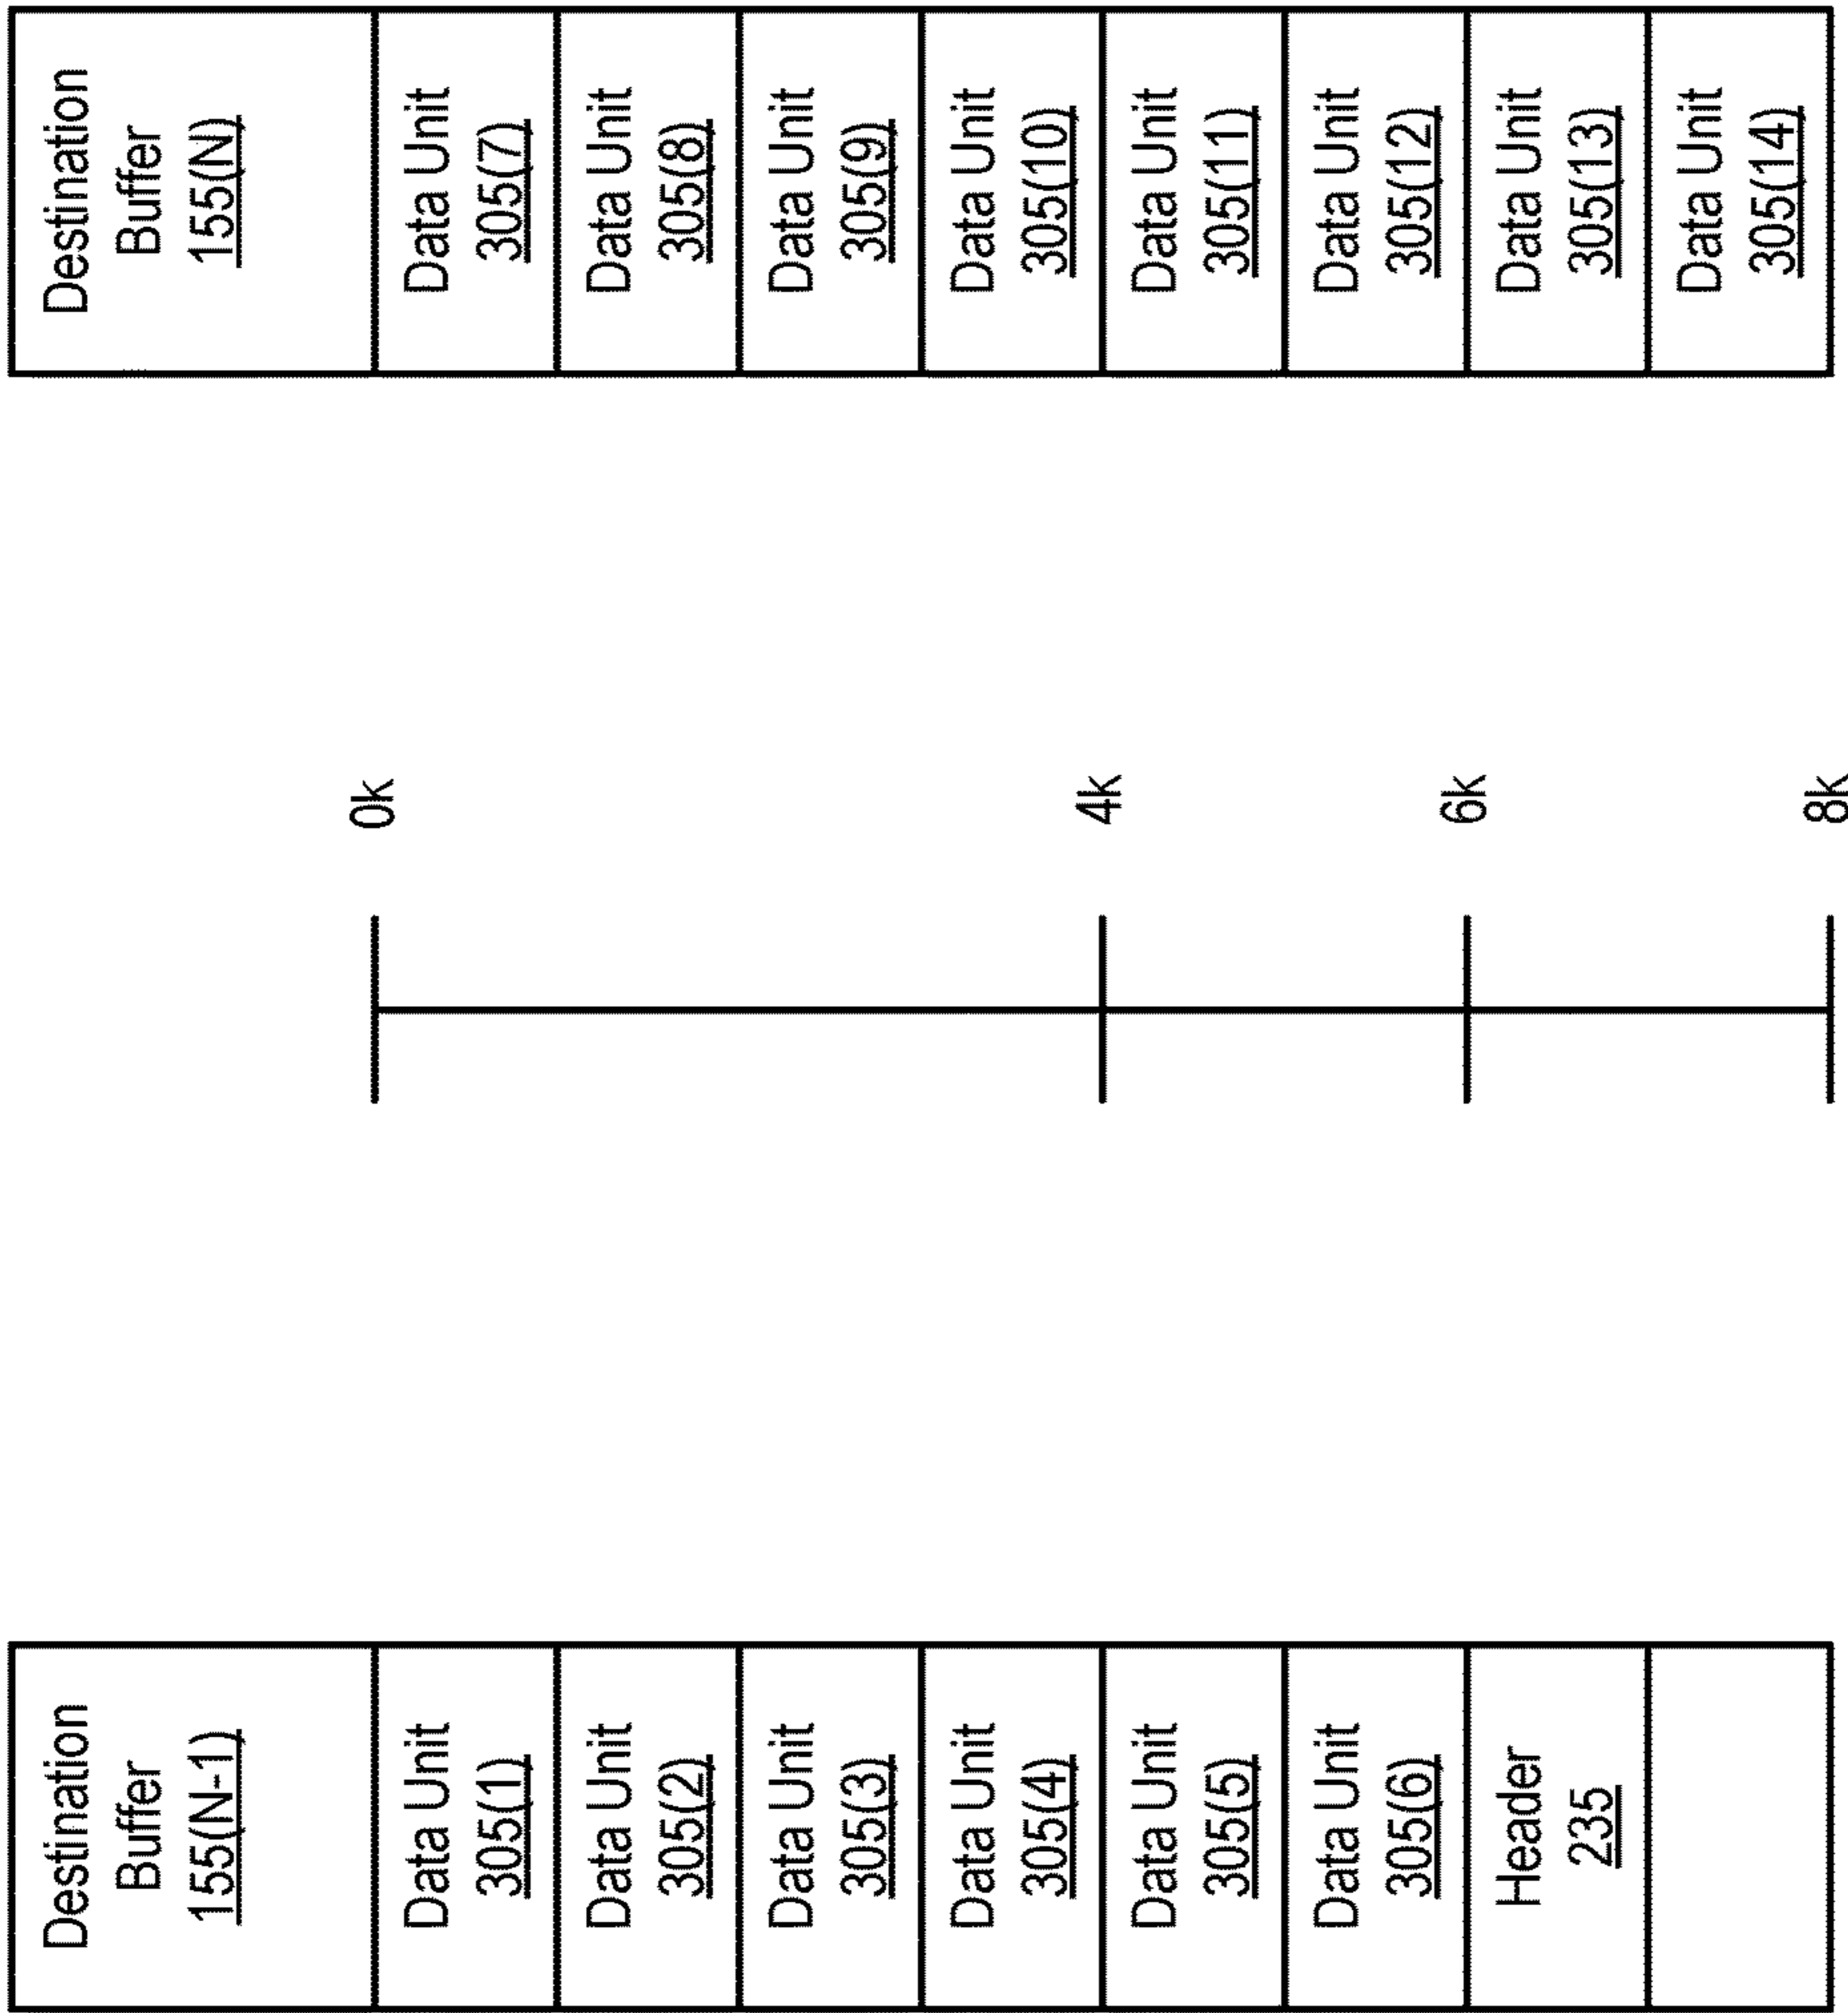 Destination
Buffer
155(N-1)
Data Unit
305(1)
Data Unit
305(2)
Data Unit
305(3)
Data Unit
305(4)
Data Unit
305(5)
Data Unit
305(6)
Header
235
0k
4k
6k
8k
Destination
Buffer
155(N)
Data Unit
305(7)
Data Unit
305(8)
Data Unit
305(9)
Data Unit
305(10)
Data Unit
305(11)
Data Unit
305(12)
Data Unit
305(13)
Data Unit
305(14)